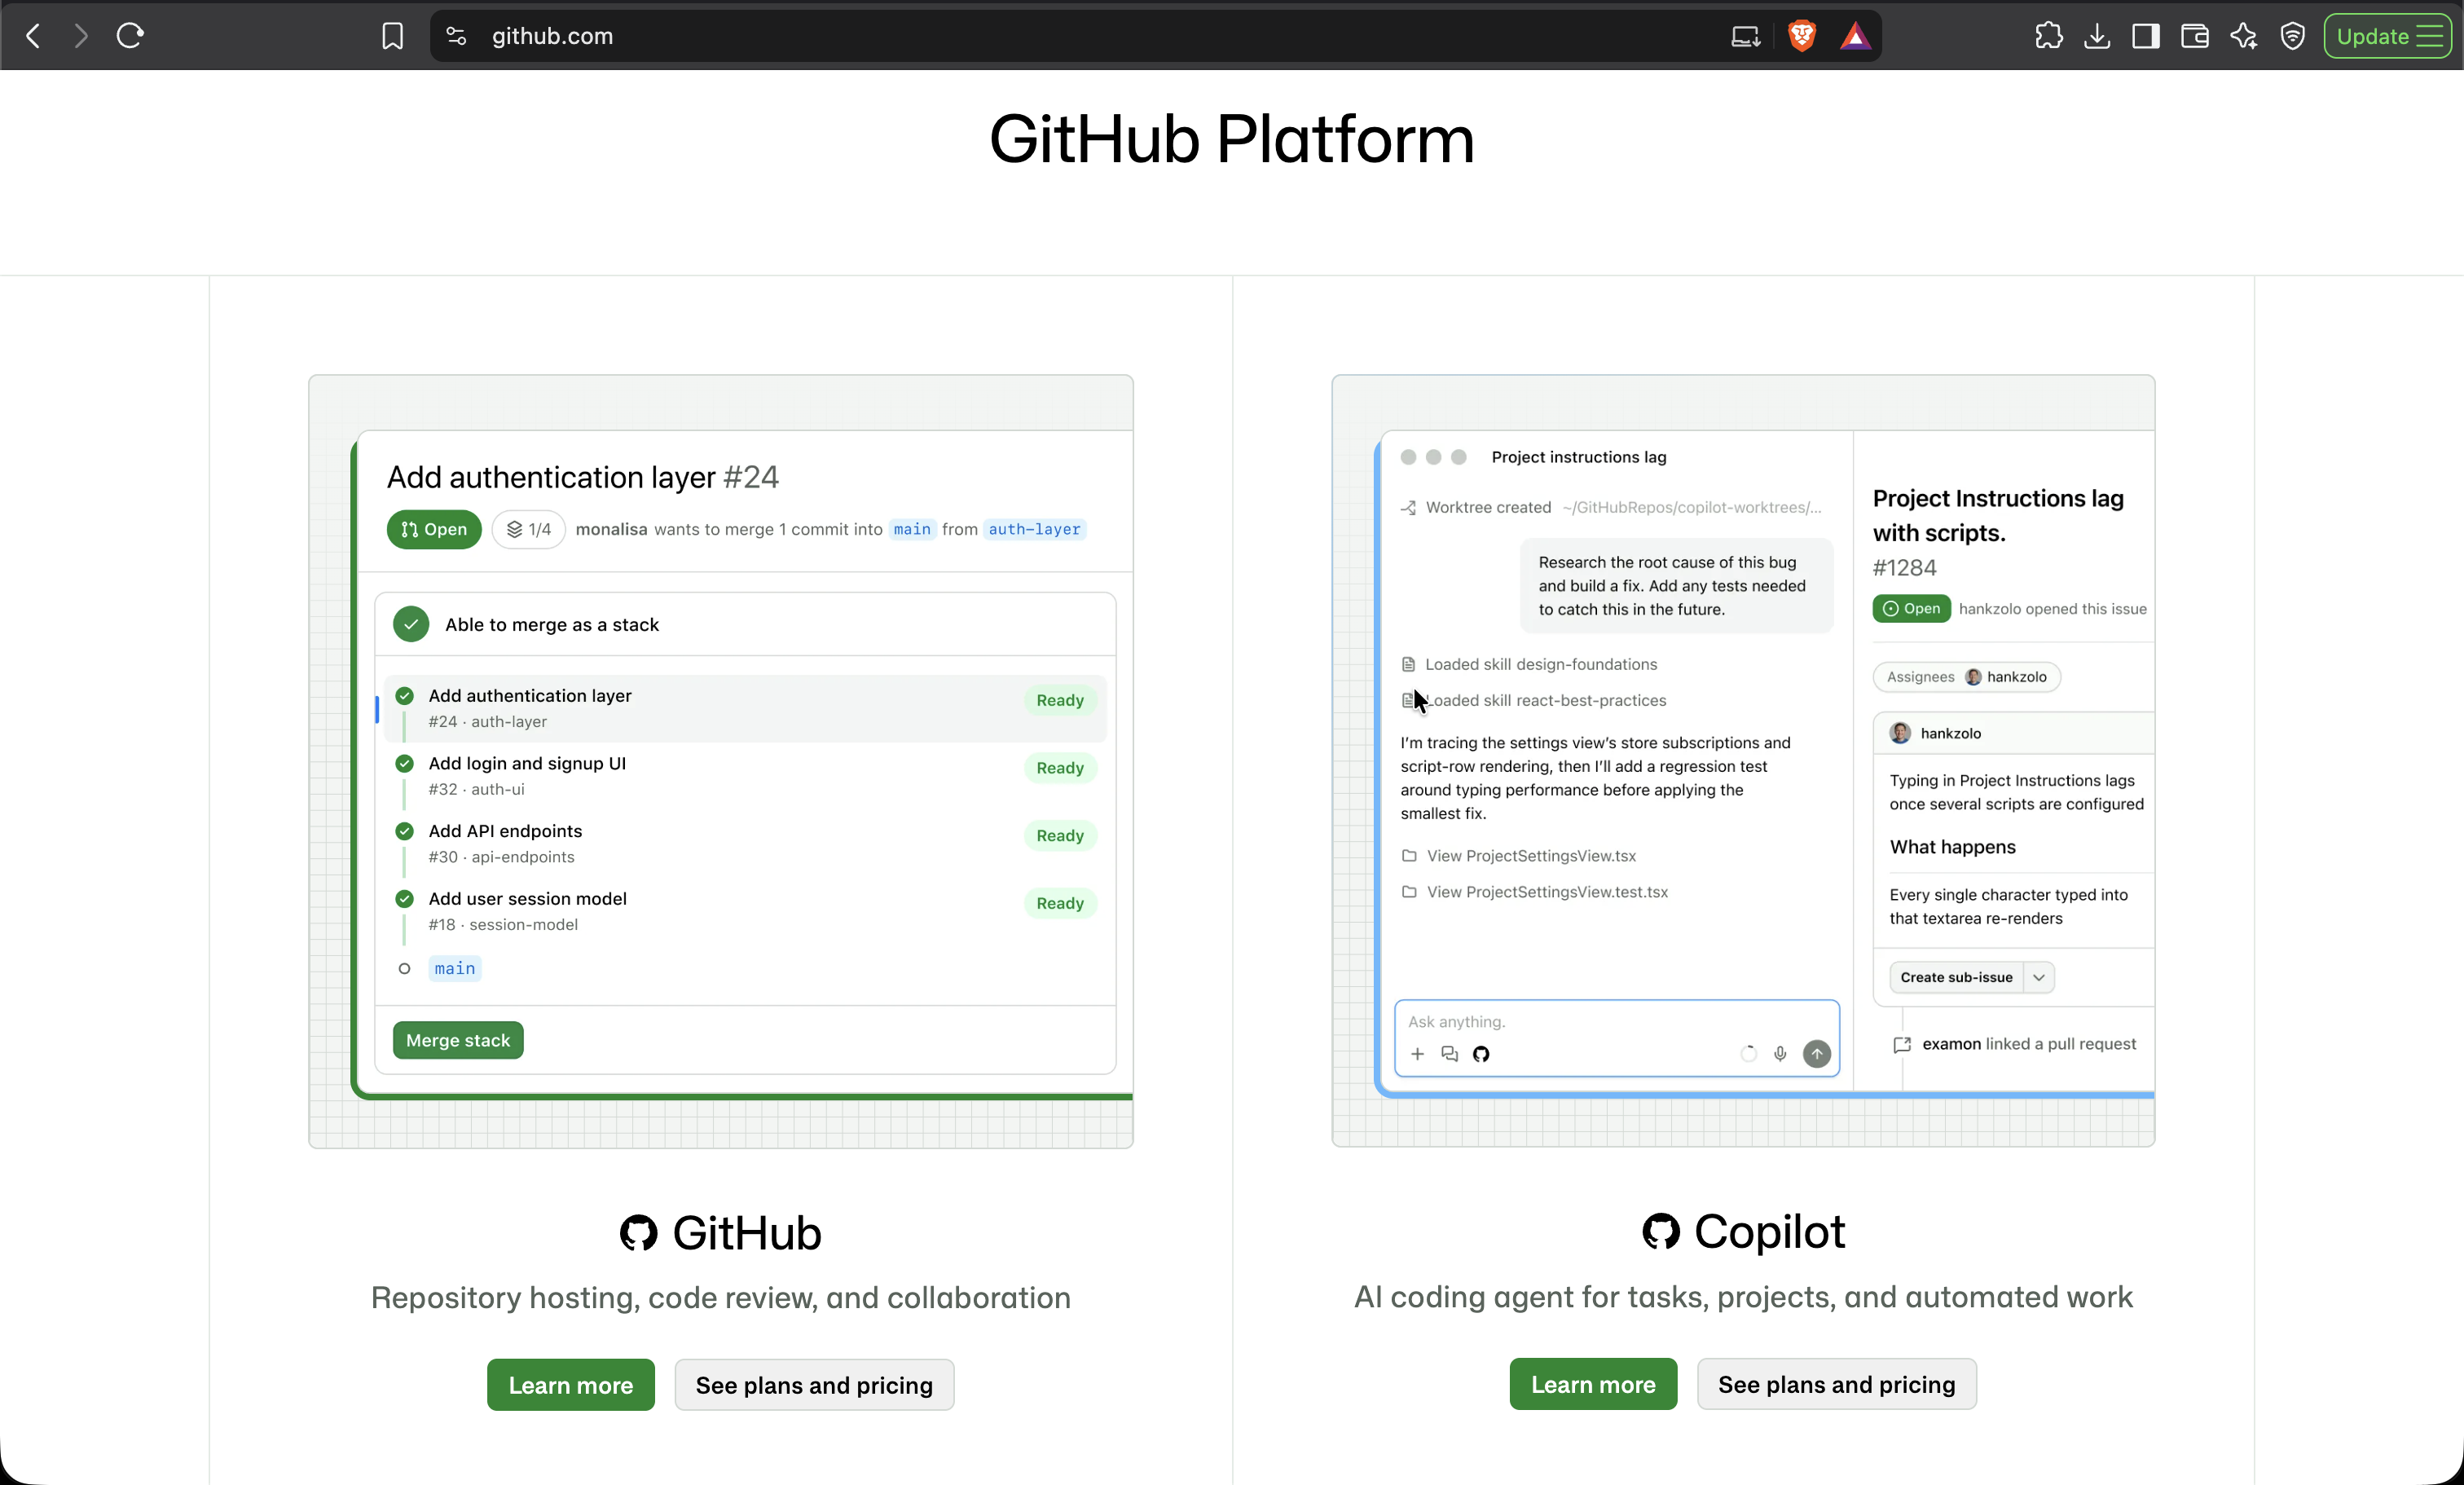 github.com
Update
GitHub Platform
Add authentication layer #24
Open
1/4
monalisa wants to merge 1 commit into main from auth-layer
Able to merge as a stack
Add authentication layer
#24 · auth-layer
Ready
Add login and signup UI
#32 · auth-ui
Ready
Add API endpoints
#30 · api-endpoints
Ready
Add user session model
#18 · session-model
Ready
main
Merge stack
GitHub
Repository hosting, code review, and collaboration
Learn more
See plans and pricing
Project instructions lag
Worktree created ~/GitHubRepos/copilot-worktrees/...
Research the root cause of this bug
and build a fix. Add any tests needed
to catch this in the future.
Loaded skill design-foundations
Loaded skill react-best-practices
I'm tracing the settings view's store subscriptions and
script-row rendering, then I'll add a regression test
around typing performance before applying the
smallest fix.
View ProjectSettingsView.tsx
View ProjectSettingsView.test.tsx
Ask anything.
Project Instructions lag
with scripts.
#1284
Open
hankzolo opened this issue
Assignees hankzolo
hankzolo
Typing in Project Instructions lags
once several scripts are configured
What happens
Every single character typed into
that textarea re-renders
Create sub-issue
examon linked a pull request
Copilot
AI coding agent for tasks, projects, and automated work
Learn more
See plans and pricing